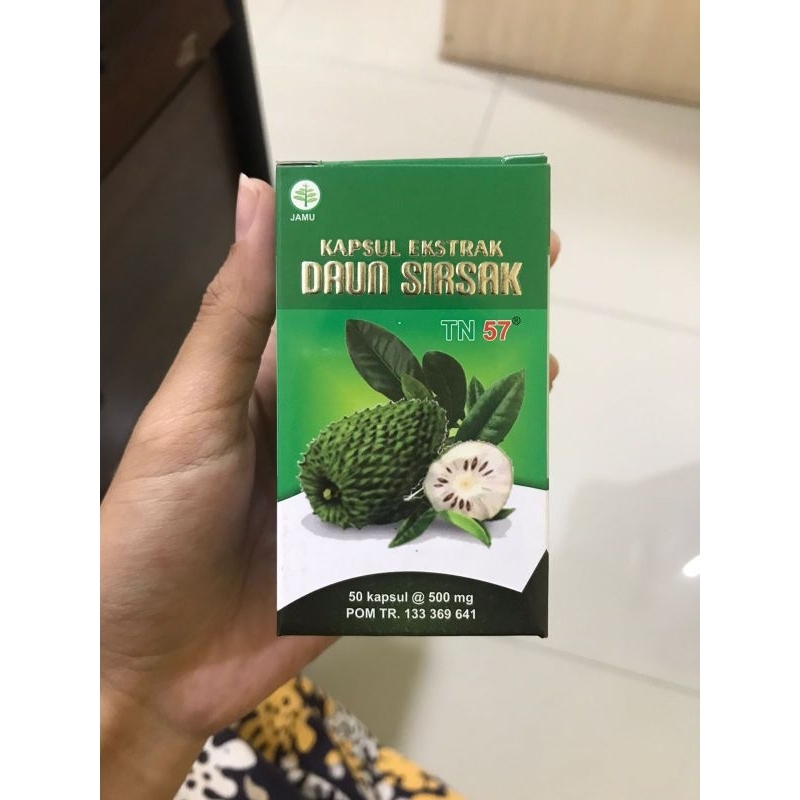 JAMU
KAPSUL EKSTRAK
DAUN SIRSAK
TN 57®
50 kapsul @ 500 mg
POM TR. 133 369 641